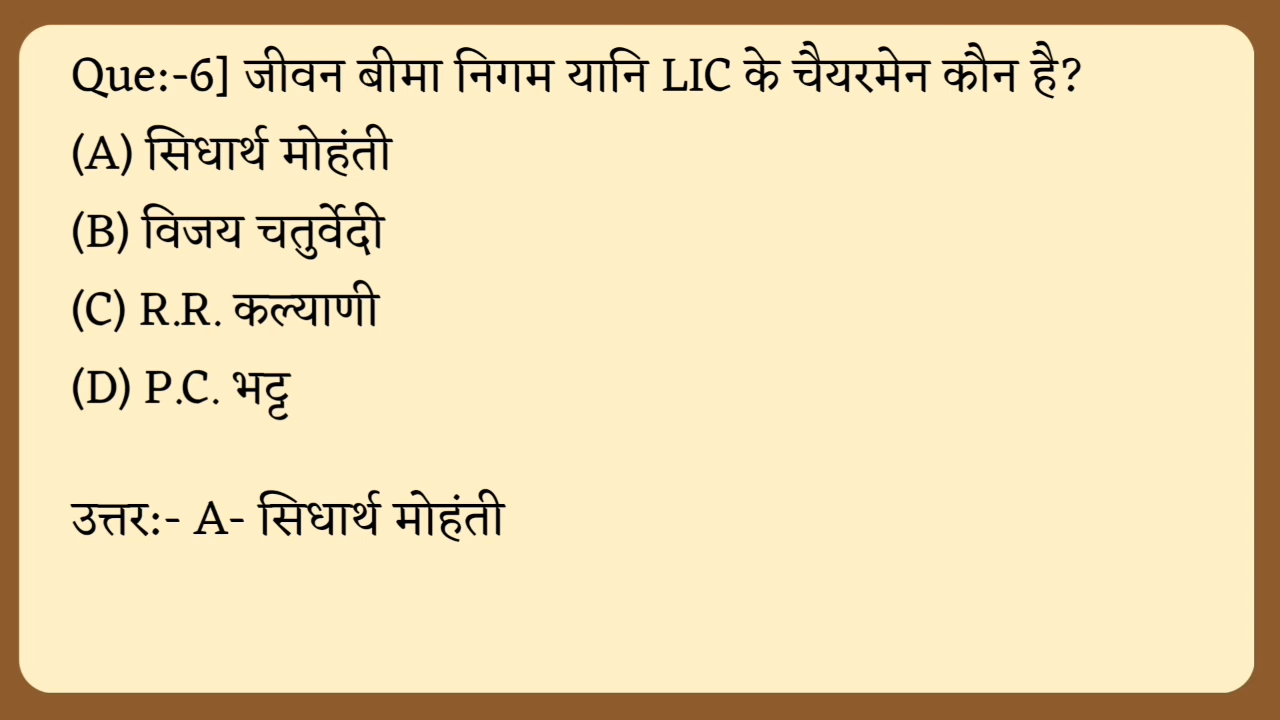 Que:-6] जीवन बीमा निगम यानि LIC के चैयरमेन कौन है?
(A) सिधार्थ मोहंती
(B) विजय चतुर्वेदी
(C) R.R. कल्याणी
(D) P.C. भट्ट
उत्तर:- A- सिधार्थ मोहंती